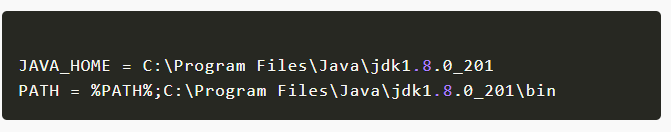 JAVA_HOME = C:\Program Files\Java\jdk1.8.0_201
PATH = %PATH%;C:\Program Files\Java\jdk1.8.0_201\bin